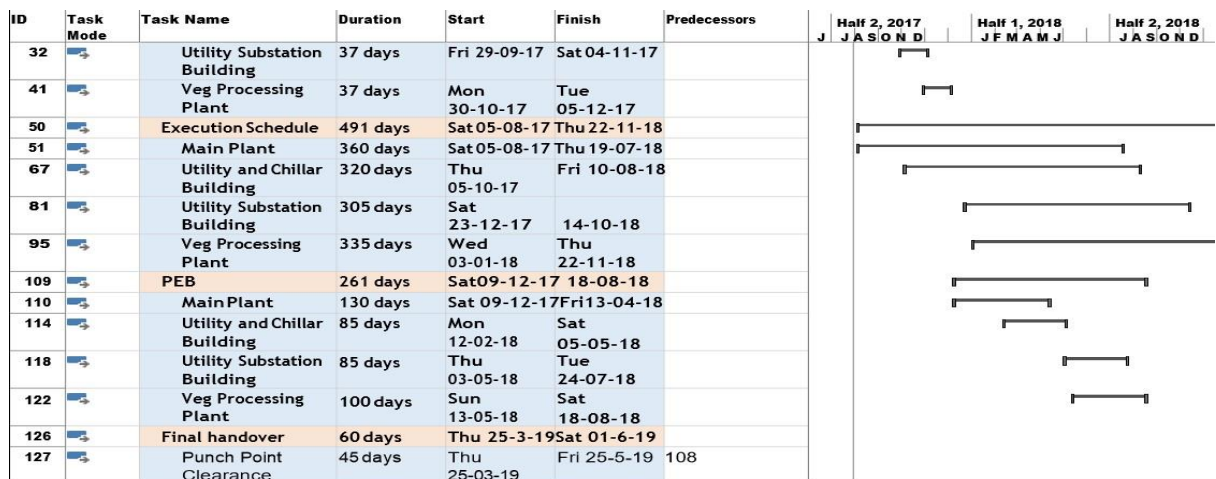 ID Task Mode Task Name Duration Start Finish Predecessors
Half 2, 2017 Half 1, 2018 Half 2, 2018
J J A S O N D J F M A M J J A S O N D
32 Utility Substation Building 37 days Fri 29-09-17 Sat 04-11-17
41 Veg Processing Plant 37 days Mon 30-10-17 Tue 05-12-17
50 Execution Schedule 491 days Sat 05-08-17 Thu 22-11-18
51 Main Plant 360 days Sat 05-08-17 Thu 19-07-18
67 Utility and Chillar Building 320 days Thu 05-10-17 Fri 10-08-18
81 Utility Substation Building 305 days Sat 23-12-17 14-10-18
95 Veg Processing Plant 335 days Wed 03-01-18 Thu 22-11-18
109 PEB 261 days Sat09-12-17 18-08-18
110 Main Plant 130 days Sat 09-12-17 Fri13-04-18
114 Utility and Chillar Building 85 days Mon 12-02-18 Sat 05-05-18
118 Utility Substation Building 85 days Thu 03-05-18 Tue 24-07-18
122 Veg Processing Plant 100 days Sun 13-05-18 Sat 18-08-18
126 Final handover 60 days Thu 25-3-19 Sat 01-6-19
127 Punch Point Clearance 45 days Thu 25-03-19 Fri 25-5-19 108